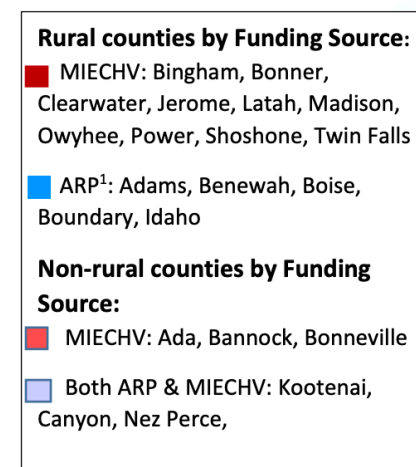 Rural counties by Funding Source:
MIECHV: Bingham, Bonner,
Clearwater, Jerome, Latah, Madison,
Owyhee, Power, Shoshone, Twin Falls
ARP¹: Adams, Benewah, Boise,
Boundary, Idaho
Non-rural counties by Funding
Source:
MIECHV: Ada, Bannock, Bonneville
Both ARP & MIECHV: Kootenai,
Canyon, Nez Perce,